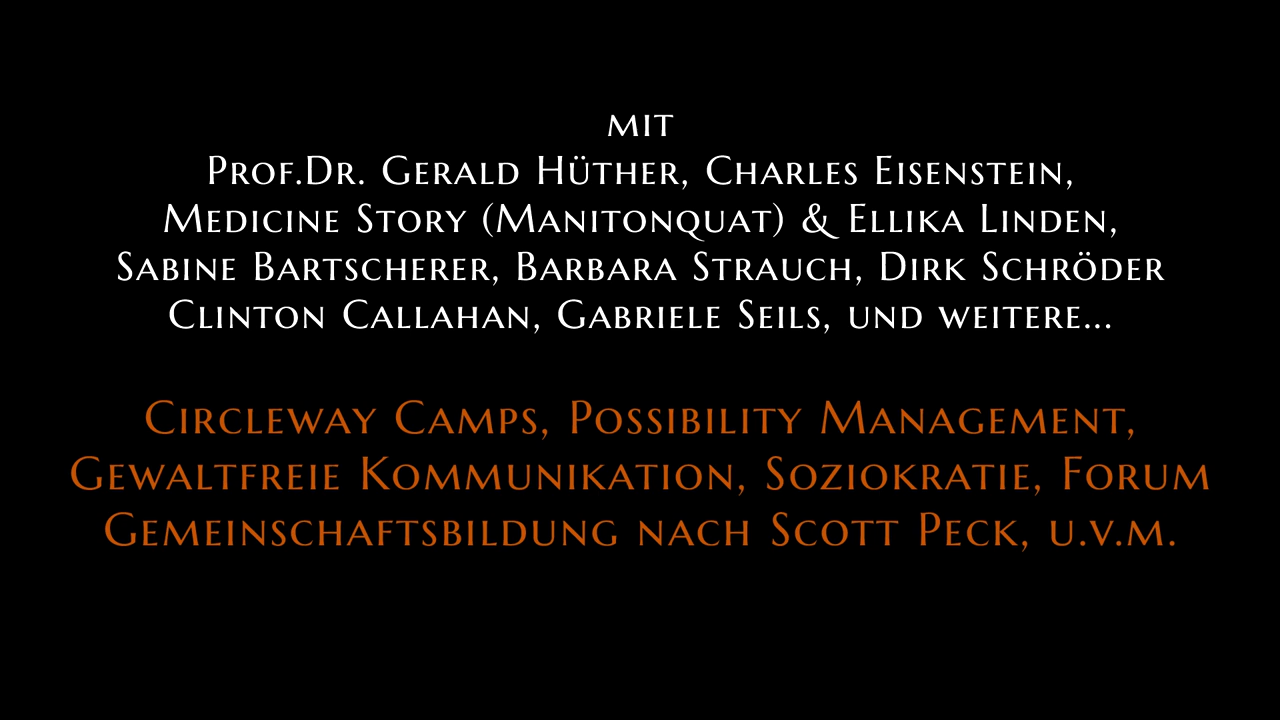 mit
Prof.Dr. Gerald Hüther, Charles Eisenstein,
Medicine Story (Manitonquat) & Ellika Linden,
Sabine Bartscherer, Barbara Strauch, Dirk Schröder
Clinton Callahan, Gabriele Seils, und weitere...
Circleway Camps, Possibility Management,
Gewaltfreie Kommunikation, Soziokratie, Forum
Gemeinschaftsbildung nach Scott Peck, u.v.m.